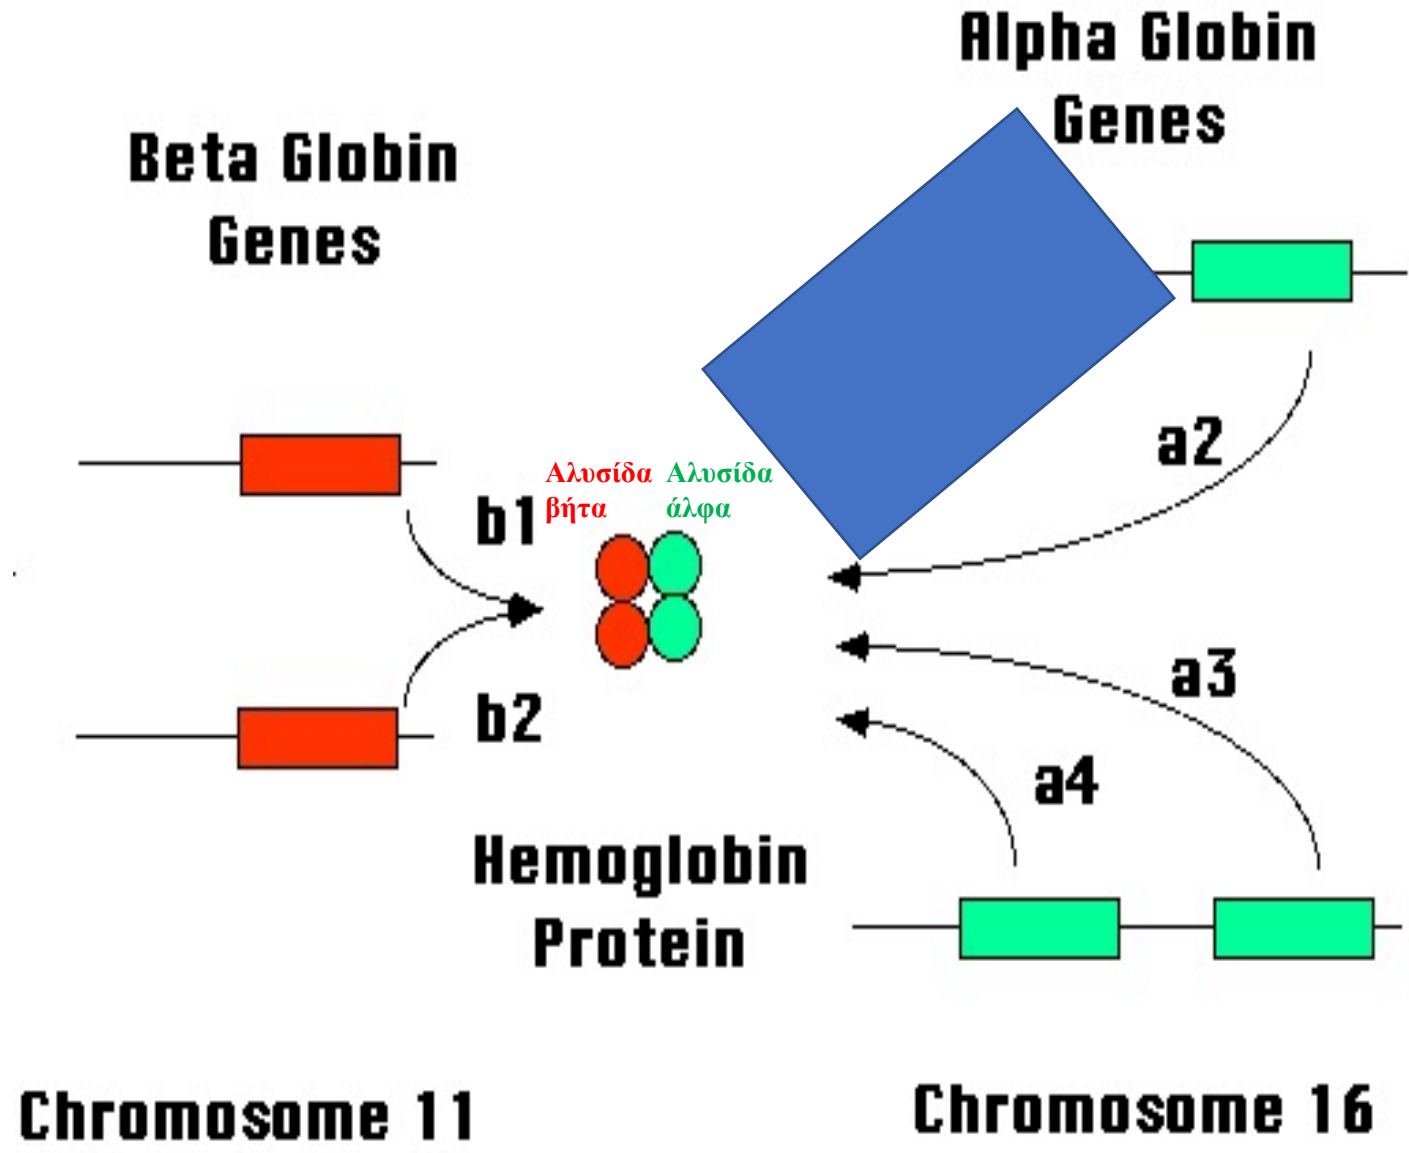 Alpha Globin
Genes
Beta Globin
Genes
a2
Αλυσίδα Αλυσίδα
βήτα άλφα
b1
a3
b2
a4
Hemoglobin
Protein
Chromosome 11
Chromosome 16